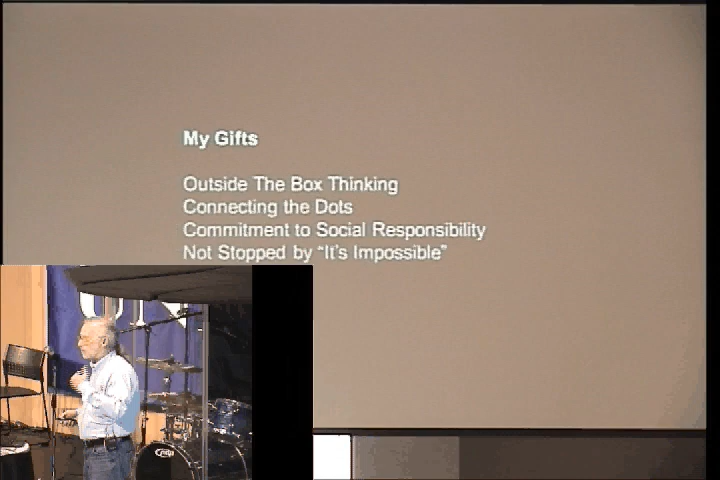 My Gifts
Outside The Box Thinking
Connecting the Dots
Commitment to Social Responsibility
Not Stopped by “It’s Impossible”